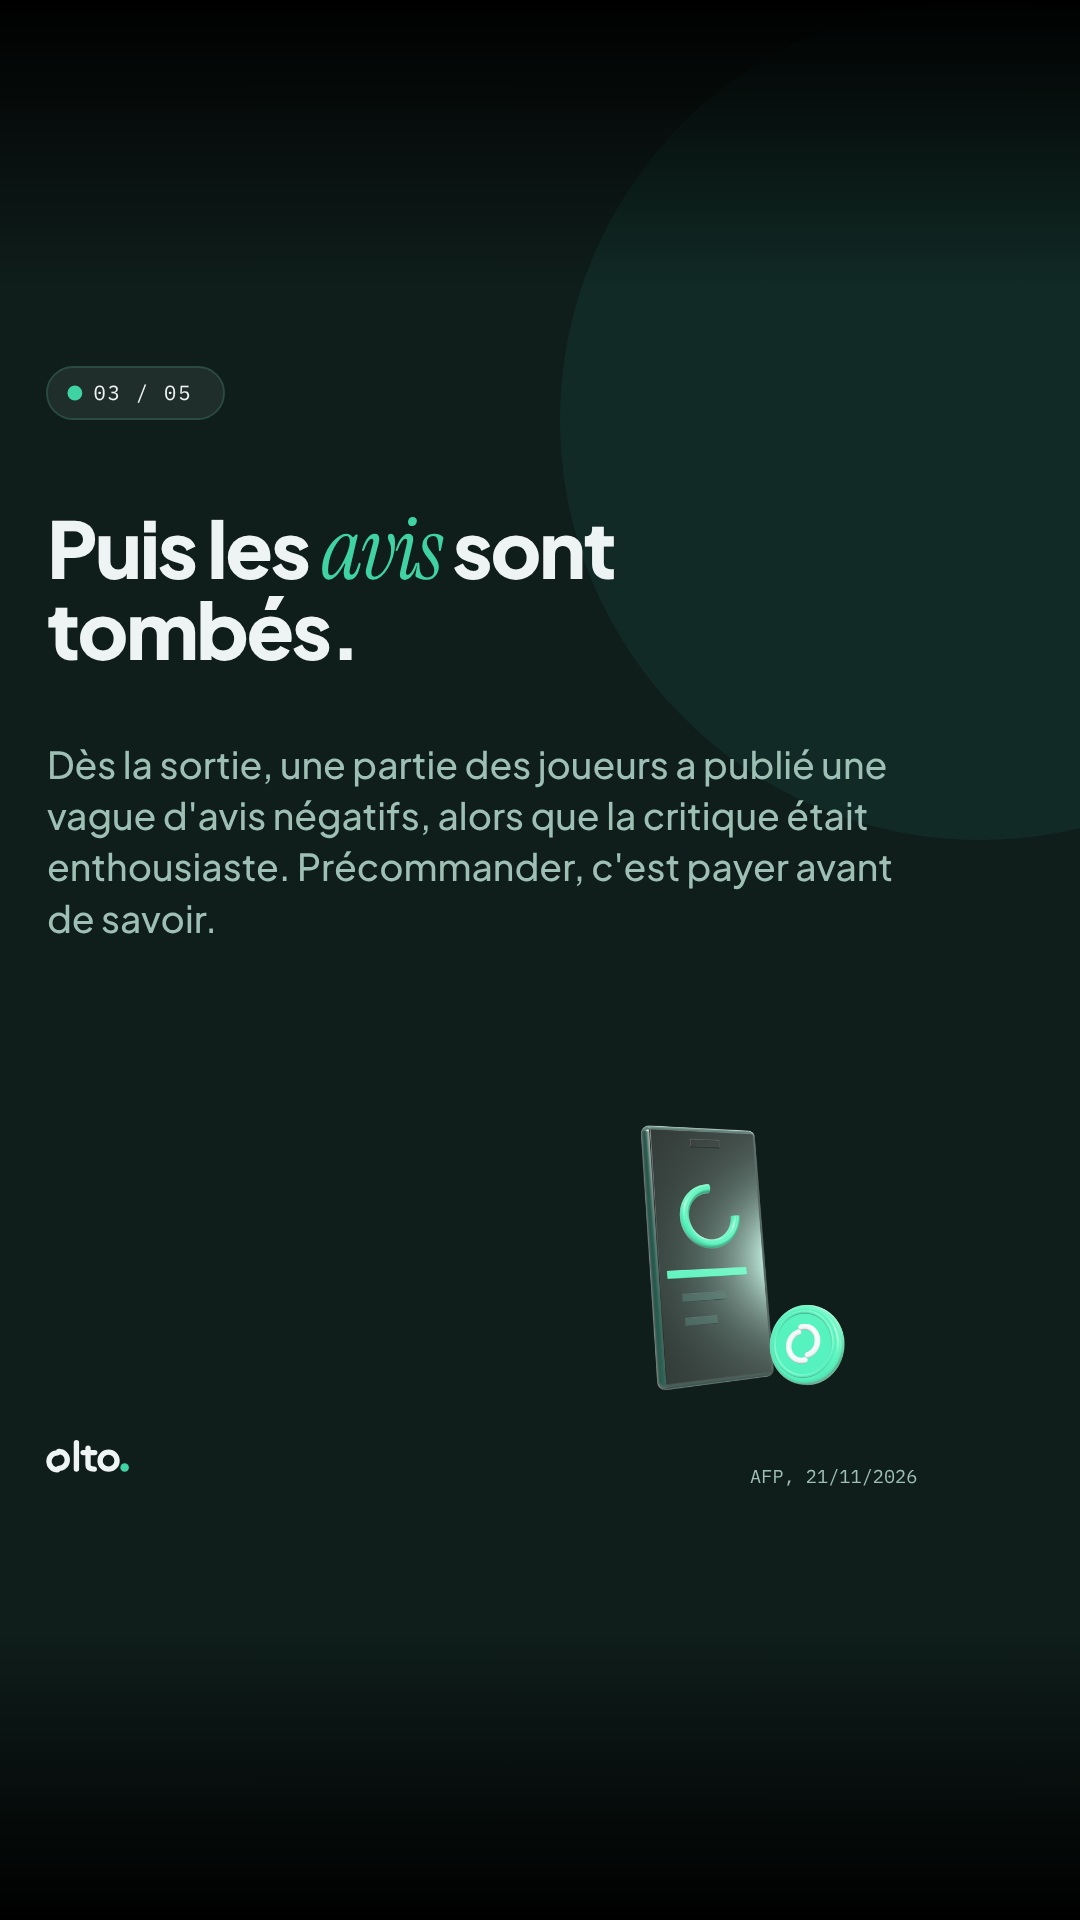 03 / 05
Puis les avis sont
tombés.
Dès la sortie, une partie des joueurs a publié une
vague d'avis négatifs, alors que la critique était
enthousiaste. Précommander, c'est payer avant
de savoir.
olto.
AFP, 21/11/2026